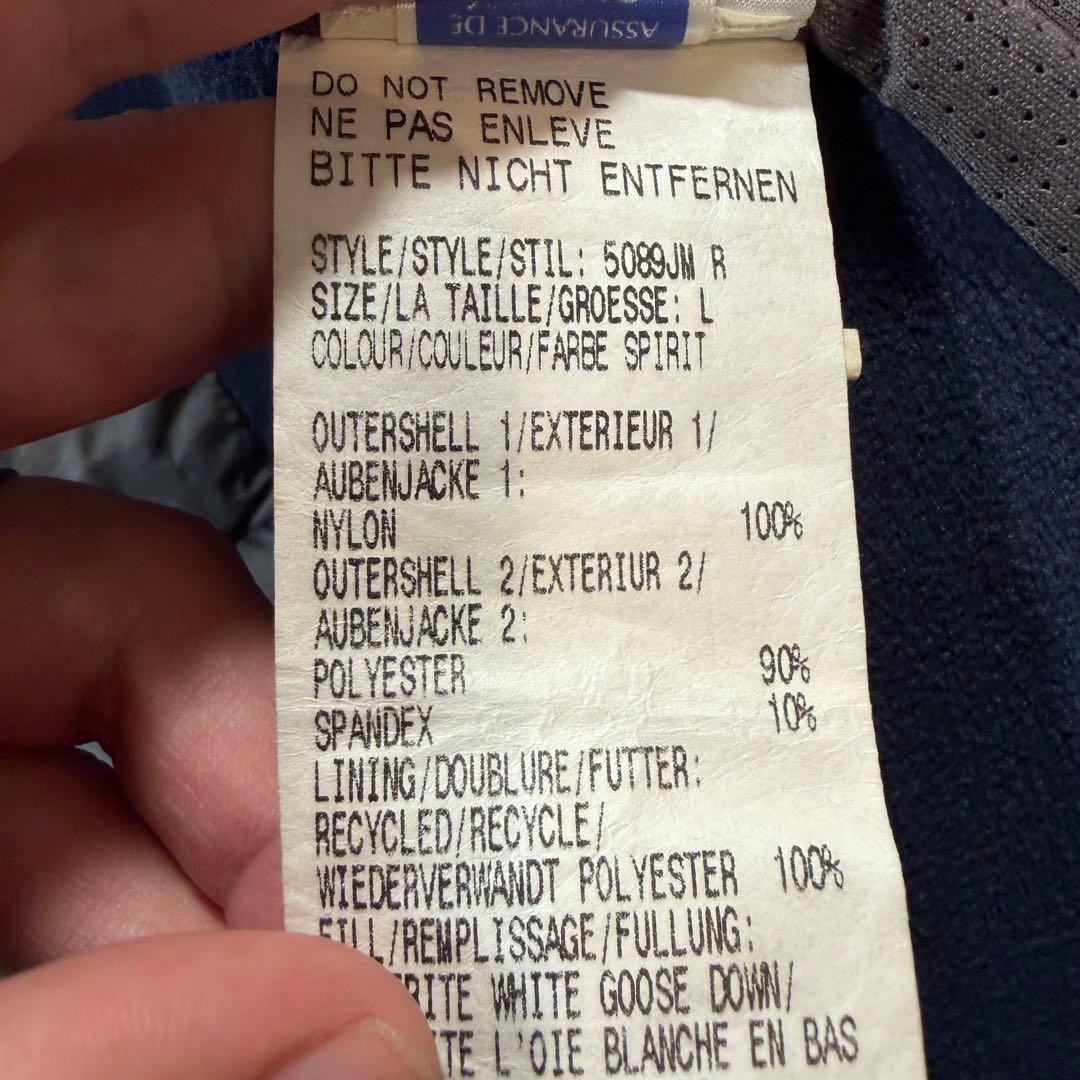 ASSURANCE DE
DO NOT REMOVE
NE PAS ENLEVE
BITTE NICHT ENTFERNEN
STYLE/STYLE/STIL: 5089JM R
SIZE/LA TAILLE/GROESSE: L
COLOUR/COULEUR/FARBE SPIRIT
OUTERSHELL 1/EXTERIEUR 1/
AUBENJACKE 1:
NYLON 100%
OUTERSHELL 2/EXTERIUR 2/
AUBENJACKE 2:
POLYESTER 90%
SPANDEX 10%
LINING/DOUBLURE/FUTTER:
RECYCLED/RECYCLE/
WIEDERVERWANDT POLYESTER 100%
FILL/REMPLISSAGE/FULLUNG:
WHITE GOOSE DOWN/
L'OIE BLANCHE EN BAS